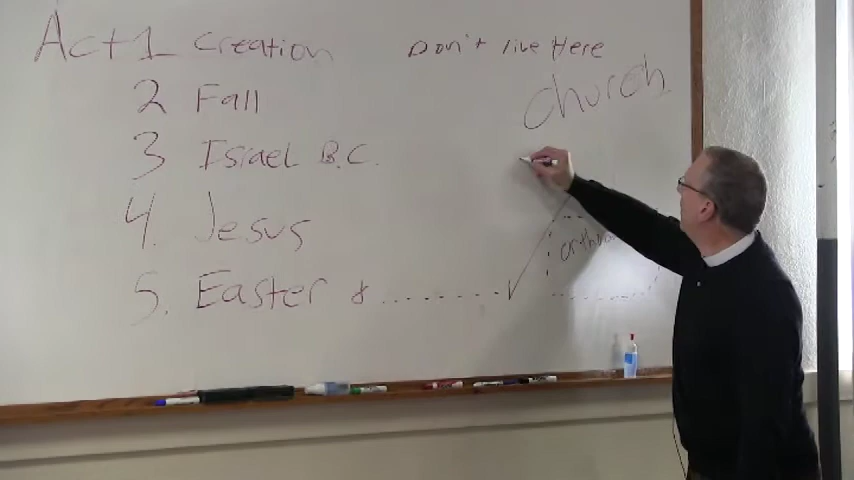 Act 1 Creation
Don't live Here
2 Fall
church
3 Israel B.C.
4. Jesus
5. Easter &